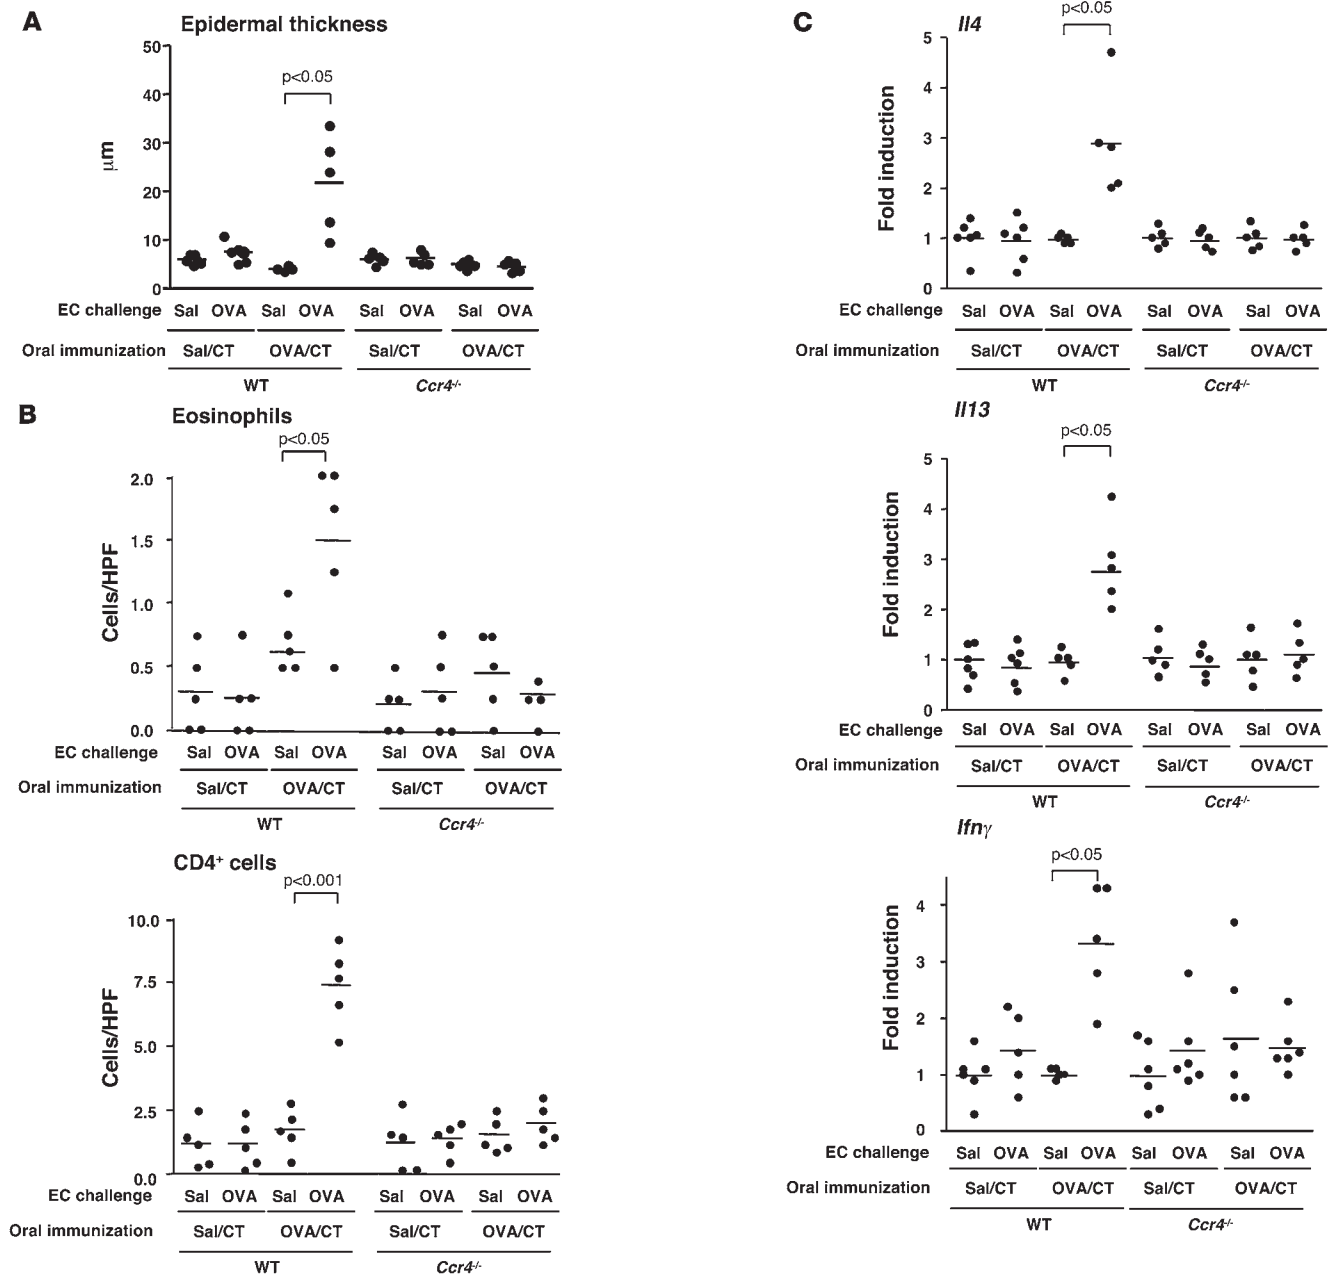 A
Epidermal thickness
50
40
30
20
10
0
μm
p<0.05
EC challenge Sal OVA Sal OVA Sal OVA Sal OVA
Oral immunization Sal/CT OVA/CT Sal/CT OVA/CT
WT Ccr4-/-
B
Eosinophils
p<0.05
2.0
1.5
1.0
0.5
0.0
Cells/HPF
EC challenge Sal OVA Sal OVA Sal OVA Sal OVA
Oral immunization Sal/CT OVA/CT Sal/CT OVA/CT
WT Ccr4-/-
CD4+ cells
p<0.001
10.0
7.5
5.0
2.5
0.0
Cells/HPF
EC challenge Sal OVA Sal OVA Sal OVA Sal OVA
Oral immunization Sal/CT OVA/CT Sal/CT OVA/CT
WT Ccr4-/-
C
Il4
p<0.05
5
4
3
2
1
0
Fold induction
EC challenge Sal OVA Sal OVA Sal OVA Sal OVA
Oral immunization Sal/CT OVA/CT Sal/CT OVA/CT
WT Ccr4-/-
Il13
p<0.05
5
4
3
2
1
0
Fold induction
EC challenge Sal OVA Sal OVA Sal OVA Sal OVA
Oral immunization Sal/CT OVA/CT Sal/CT OVA/CT
WT Ccr4-/-
Ifnγ
p<0.05
4
3
2
1
0
Fold induction
EC challenge Sal OVA Sal OVA Sal OVA Sal OVA
Oral immunization Sal/CT OVA/CT Sal/CT OVA/CT
WT Ccr4-/-